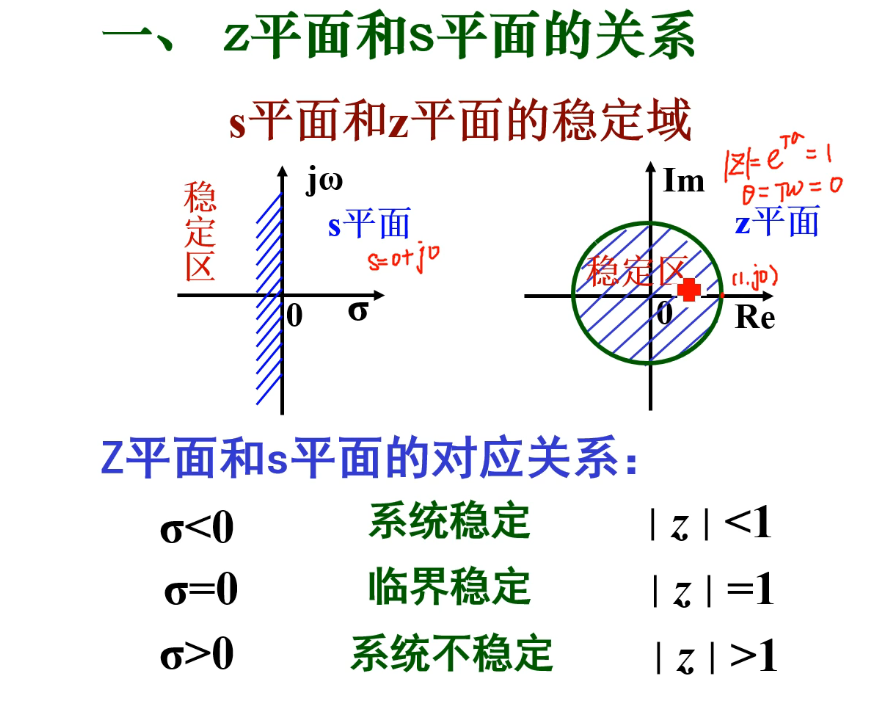 一、 z平面和s平面的关系
s平面和z平面的稳定域
稳定区
jω
s平面
s=0+j0
0
σ
Im
|z|=e^{Tσ}=1
θ=Tω=0
z平面
稳定区
(1.j0)
0
Re
Z平面和s平面的对应关系：
σ<0 系统稳定 | z | <1
σ=0 临界稳定 | z | =1
σ>0 系统不稳定 | z | >1